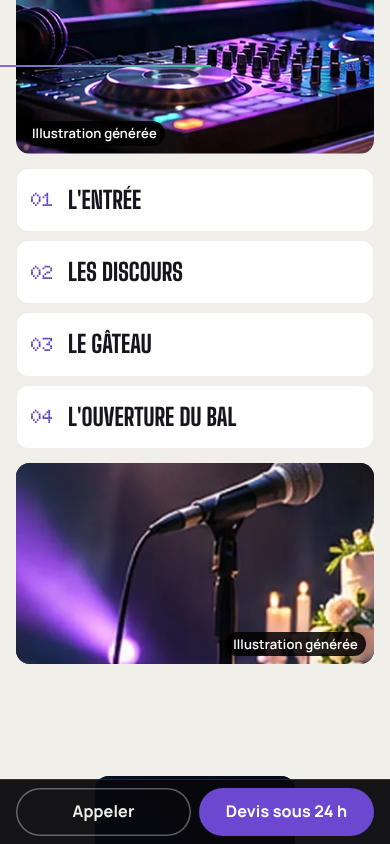 Illustration générée
01 L'ENTRÉE
02 LES DISCOURS
03 LE GÂTEAU
04 L'OUVERTURE DU BAL
Illustration générée
Appeler
Devis sous 24 h